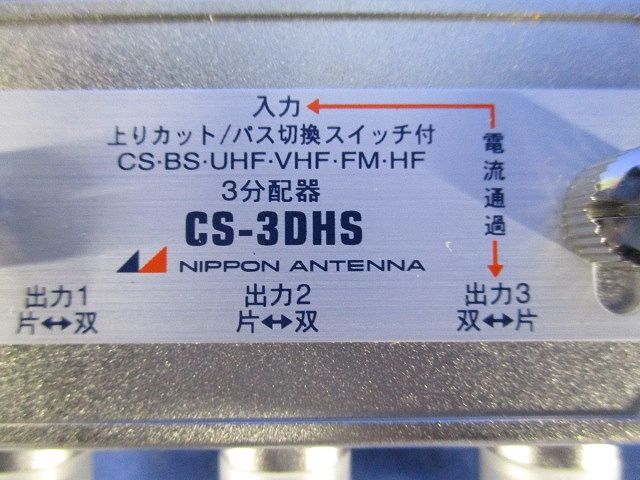 入力
上りカット/パス切換スイッチ付
CS·BS·UHF·VHF·FM·HF
3分配器
CS-3DHS
NIPPON ANTENNA
電流通過
出力1
片↔双
出力2
片↔双
出力3
双↔片